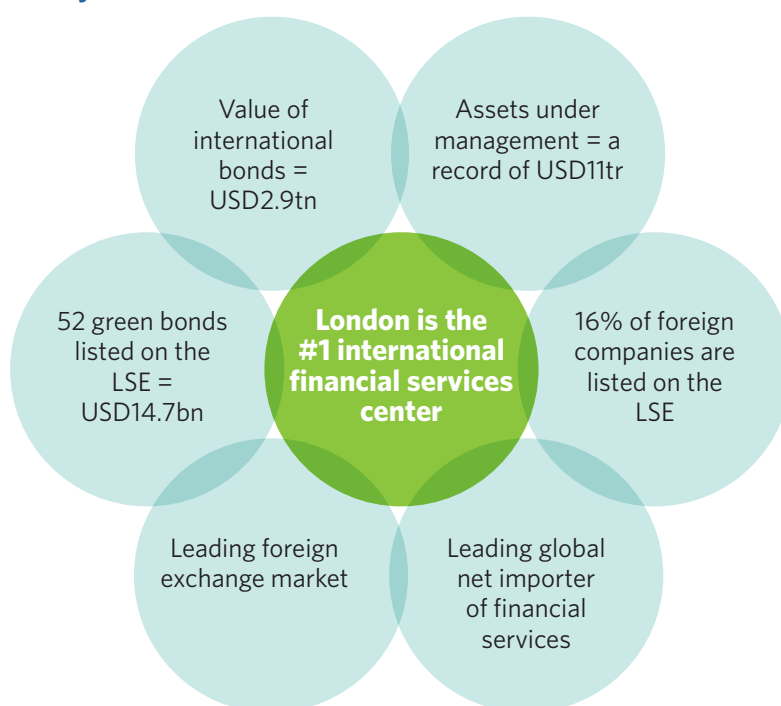 Value of
international
bonds =
USD2.9tn
Assets under
management = a
record of USD11tr
52 green bonds
listed on the
LSE =
USD14.7bn
London is the
#1 international
financial services
center
16% of foreign
companies are
listed on the
LSE
Leading foreign
exchange market
Leading global
net importer
of financial
services